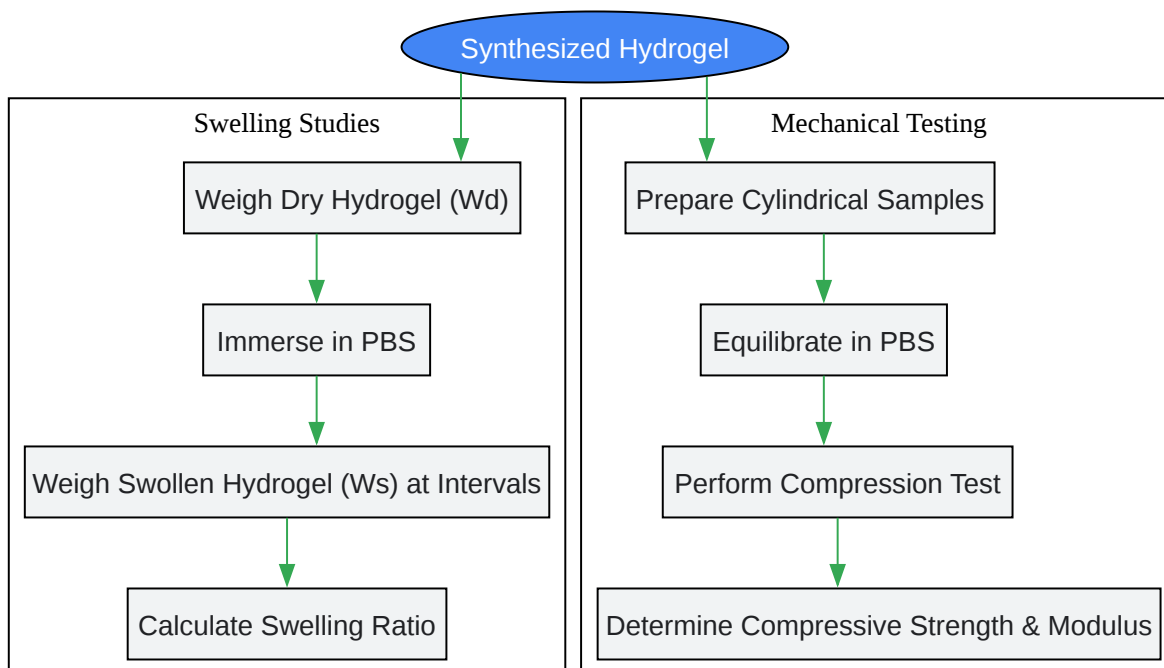 Synthesized Hydrogel
Swelling Studies
Weigh Dry Hydrogel (Wd)
Immerse in PBS
Weigh Swollen Hydrogel (Ws) at Intervals
Calculate Swelling Ratio
Mechanical Testing
Prepare Cylindrical Samples
Equilibrate in PBS
Perform Compression Test
Determine Compressive Strength & Modulus